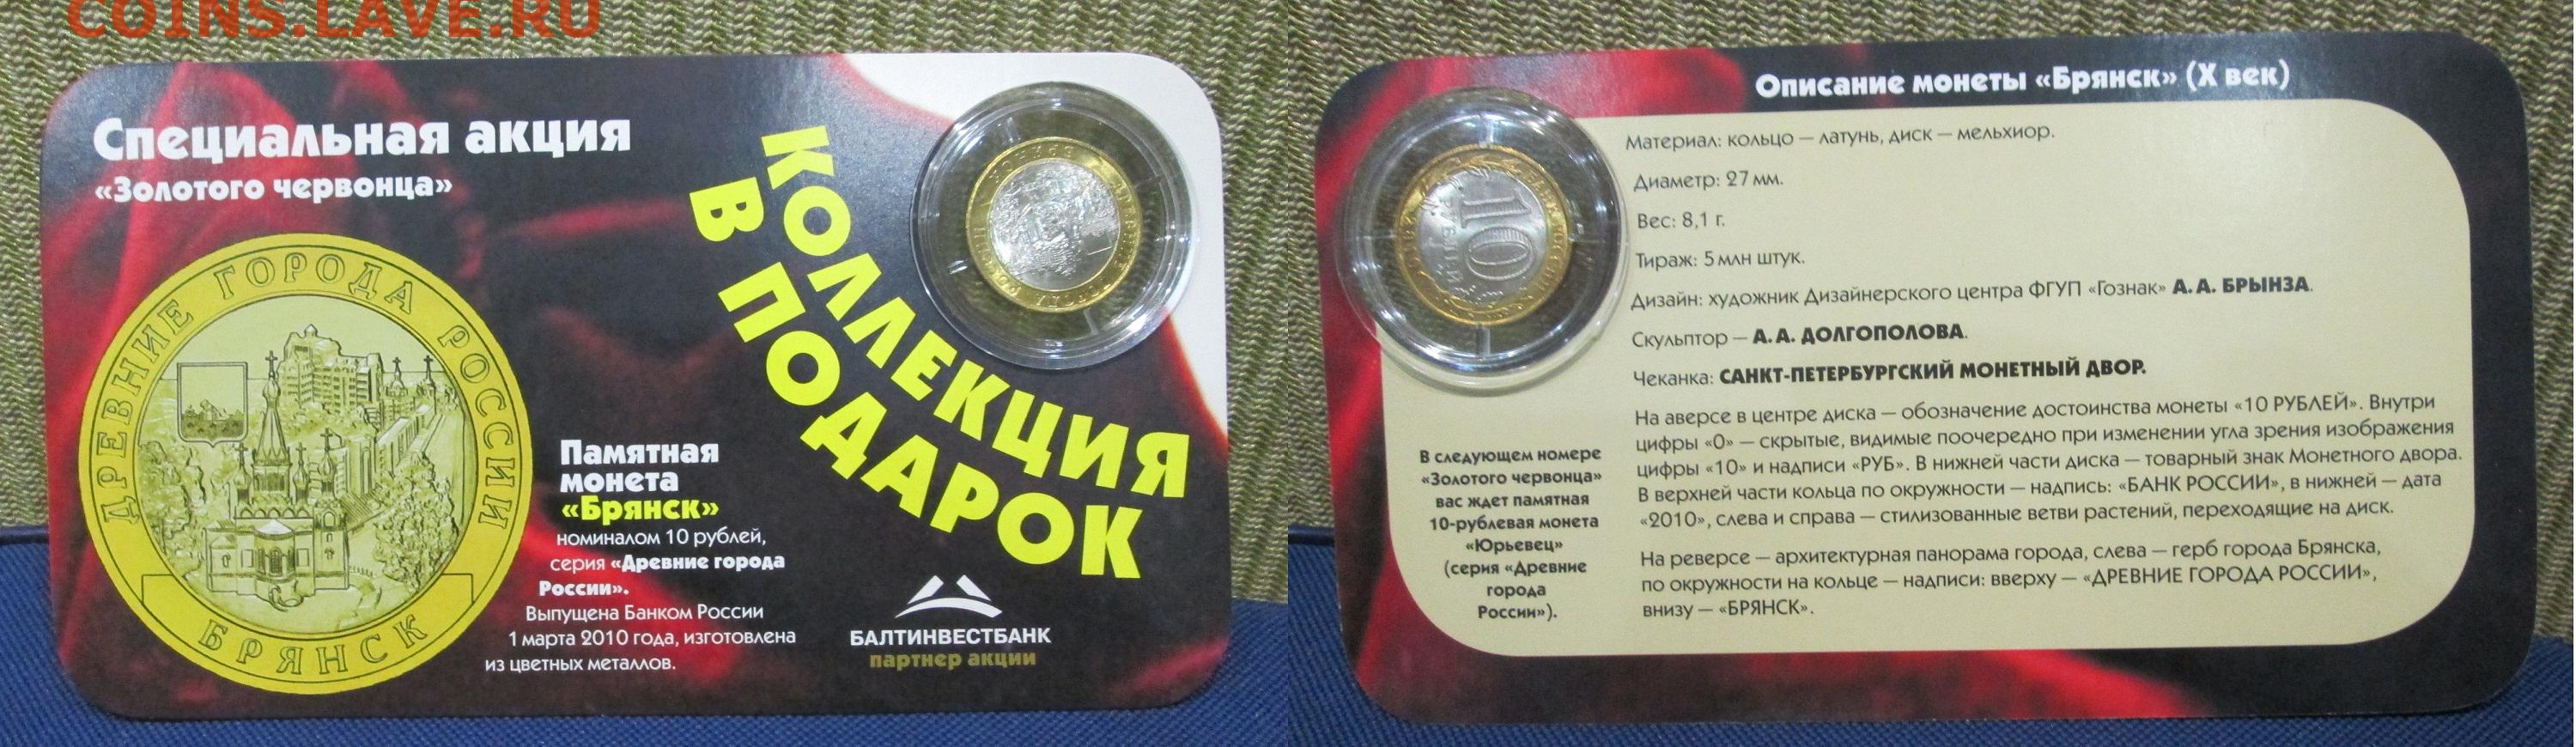 COINS.LAVE.RU
Специальная акция
«Золотого червонца»
КОЛЛЕКЦИЯ
В ПОДАРОК
ДРЕВНИЕ ГОРОДА РОССИИ
БРЯНСК
Памятная
монета
«Брянск»
номиналом 10 рублей,
серия «Древние города
России».
Выпущена Банком России
1 марта 2010 года, изготовлена
из цветных металлов.
БАЛТИНВЕСТБАНК
партнер акции
Описание монеты «Брянск» (X век)
10
РУБЛЕЙ
Материал: кольцо — латунь, диск — мельхиор.
Диаметр: 27 мм.
Вес: 8,1 г.
Тираж: 5 млн штук.
Дизайн: художник Дизайнерского центра ФГУП «Гознак» А. А. БРЫНЗА.
Скульптор — А. А. ДОЛГОПОЛОВА.
Чеканка: САНКТ-ПЕТЕРБУРГСКИЙ МОНЕТНЫЙ ДВОР.
На аверсе в центре диска — обозначение достоинства монеты «10 РУБЛЕЙ». Внутри
цифры «0» — скрытые, видимые поочередно при изменении угла зрения изображения
цифры «10» и надписи «РУБ». В нижней части диска — товарный знак Монетного двора.
В верхней части кольца по окружности — надпись: «БАНК РОССИИ», в нижней — дата
«2010», слева и справа — стилизованные ветви растений, переходящие на диск.
На реверсе — архитектурная панорама города, слева — герб города Брянска,
по окружности на кольце — надписи: вверху — «ДРЕВНИЕ ГОРОДА РОССИИ»,
внизу — «БРЯНСК».
В следующем номере
«Золотого червонца»
вас ждет памятная
10-рублевая монета
«Юрьевец»
(серия «Древние
города
России»).